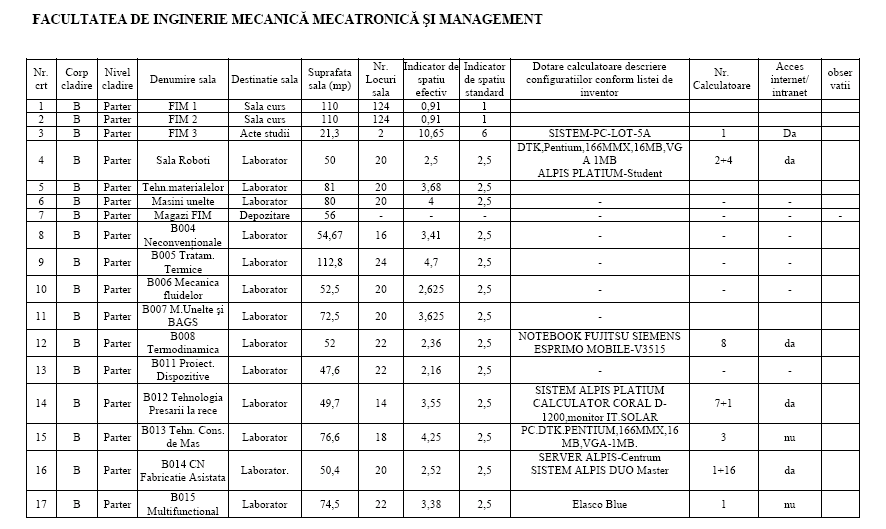 FACULTATEA DE INGINERIE MECANICĂ MECATRONICĂ ŞI MANAGEMENT
Nr. crt Corp cladire Nivel cladire Denumire sala Destinatie sala Suprafata sala (mp) Nr. Locuri sala Indicator de spatiu efectiv Indicator de spatiu standard Dotare calculatoare descriere configuratiilor conform listei de inventor Nr. Calculatoare Acces internet/ intranet obser vatii
1 B Parter FIM 1 Sala curs 110 124 0,91 1
2 B Parter FIM 2 Sala curs 110 124 0,91 1
3 B Parter FIM 3 Acte studii 21,3 2 10,65 6 SISTEM-PC-LOT-5A 1 Da
4 B Parter Sala Roboti Laborator 50 20 2,5 2,5 DTK,Pentium,166MMX,16MB,VG A 1MB ALPIS PLATIUM-Student 2+4 da
5 B Parter Tehn.materialelor Laborator 81 20 3,68 2,5
6 B Parter Masini unelte Laborator 80 20 4 2,5 - - -
7 B Parter Magazi FIM Depozitare 56 - - - - - - -
8 B Parter B004 Neconvenţionale Laborator 54,67 16 3,41 2,5 - - -
9 B Parter B005 Tratam. Termice Laborator 112,8 24 4,7 2,5 - - -
10 B Parter B006 Mecanica fluidelor Laborator 52,5 20 2,625 2,5 - - -
11 B Parter B007 M.Unelte şi BAGS Laborator 72,5 20 3,625 2,5 -
12 B Parter B008 Termodinamica Laborator 52 22 2,36 2,5 NOTEBOOK FUJITSU SIEMENS ESPRIMO MOBILE-V3515 8 da
13 B Parter B011 Proiect. Dispozitive Laborator 47,6 22 2,16 2,5 - - -
14 B Parter B012 Tehnologia Presarii la rece Laborator 49,7 14 3,55 2,5 SISTEM ALPIS PLATIUM CALCULATOR CORAL D-1200,monitor IT.SOLAR 7+1 da
15 B Parter B013 Tehn. Cons. de Mas Laborator 76,6 18 4,25 2,5 PC.DTK.PENTIUM,166MMX,16 MB,VGA-1MB. 3 nu
16 B Parter B014 CN Fabricatie Asistata Laborator. 50,4 20 2,52 2,5 SERVER ALPIS-Centrum SISTEM ALPIS DUO Master 1+16 da
17 B Parter B015 Multifunctional Laborator 74,5 22 3,38 2,5 Elasco Blue 1 nu